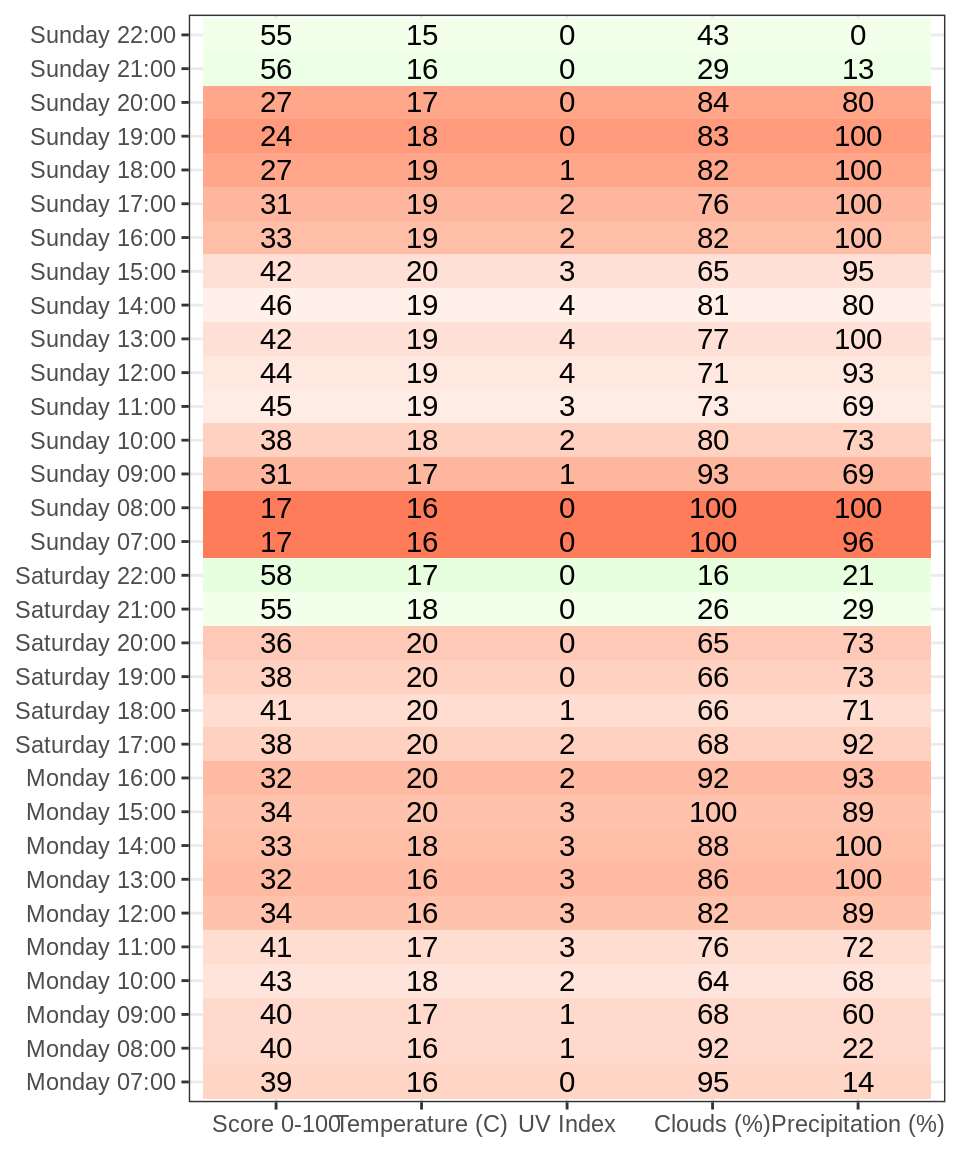 Sunday 22:00 55 15 0 43 0
Sunday 21:00 56 16 0 29 13
Sunday 20:00 27 17 0 84 80
Sunday 19:00 24 18 0 83 100
Sunday 18:00 27 19 1 82 100
Sunday 17:00 31 19 2 76 100
Sunday 16:00 33 19 2 82 100
Sunday 15:00 42 20 3 65 95
Sunday 14:00 46 19 4 81 80
Sunday 13:00 42 19 4 77 100
Sunday 12:00 44 19 4 71 93
Sunday 11:00 45 19 3 73 69
Sunday 10:00 38 18 2 80 73
Sunday 09:00 31 17 1 93 69
Sunday 08:00 17 16 0 100 100
Sunday 07:00 17 16 0 100 96
Saturday 22:00 58 17 0 16 21
Saturday 21:00 55 18 0 26 29
Saturday 20:00 36 20 0 65 73
Saturday 19:00 38 20 0 66 73
Saturday 18:00 41 20 1 66 71
Saturday 17:00 38 20 2 68 92
Monday 16:00 32 20 2 92 93
Monday 15:00 34 20 3 100 89
Monday 14:00 33 18 3 88 100
Monday 13:00 32 16 3 86 100
Monday 12:00 34 16 3 82 89
Monday 11:00 41 17 3 76 72
Monday 10:00 43 18 2 64 68
Monday 09:00 40 17 1 68 60
Monday 08:00 40 16 1 92 22
Monday 07:00 39 16 0 95 14
Score 0-100 Temperature (C) UV Index Clouds (%) Precipitation (%)